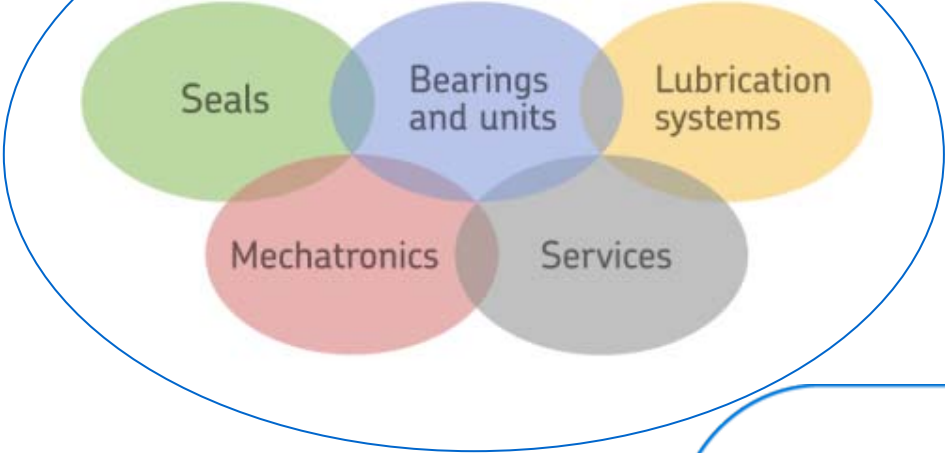 Seals
Bearings
and units
Lubrication
systems
Mechatronics
Services